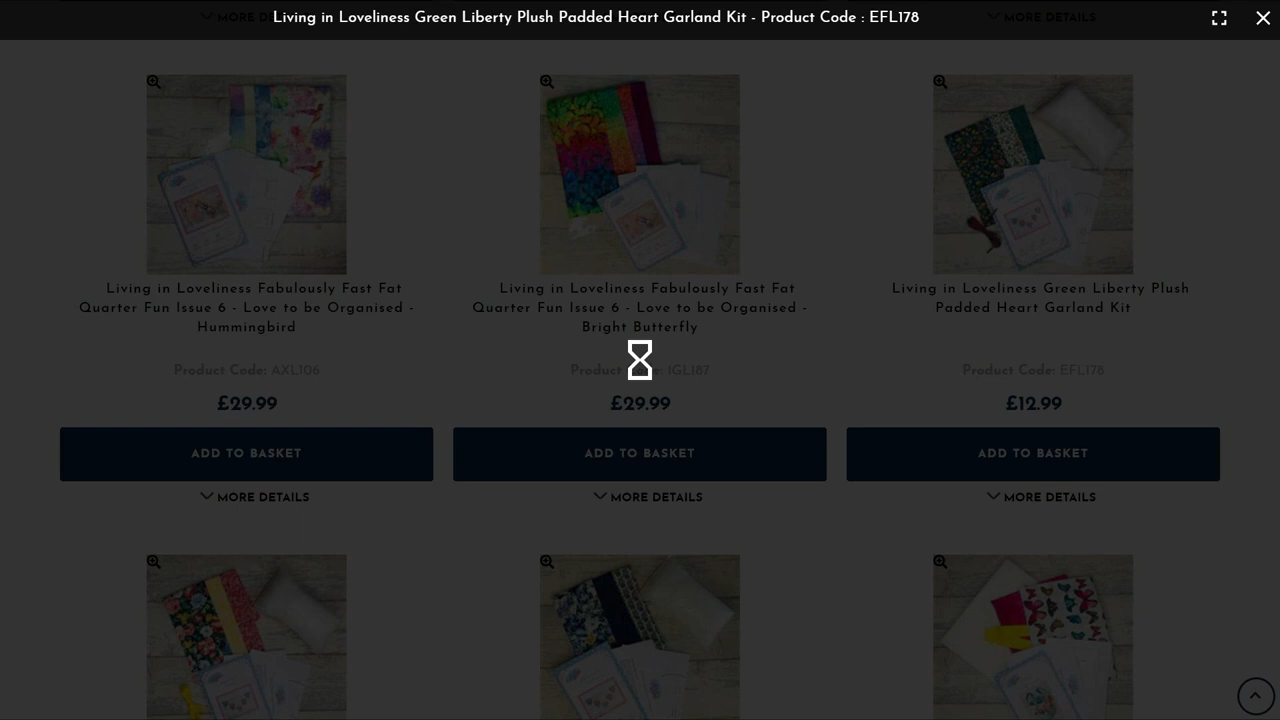 MORE DETAILS
Living in Loveliness Green Liberty Plush Padded Heart Garland Kit - Product Code : EFL178
MORE DETAILS
Living in Loveliness Fabulously Fast Fat
Quarter Fun Issue 6 - Love to be Organised -
Hummingbird
Product Code: AXL106
£29.99
ADD TO BASKET
MORE DETAILS
Living in Loveliness Fabulously Fast Fat
Quarter Fun Issue 6 - Love to be Organised -
Bright Butterfly
Product Code: IGL187
£29.99
ADD TO BASKET
MORE DETAILS
Living in Loveliness Green Liberty Plush
Padded Heart Garland Kit
Product Code: EFL178
£12.99
ADD TO BASKET
MORE DETAILS